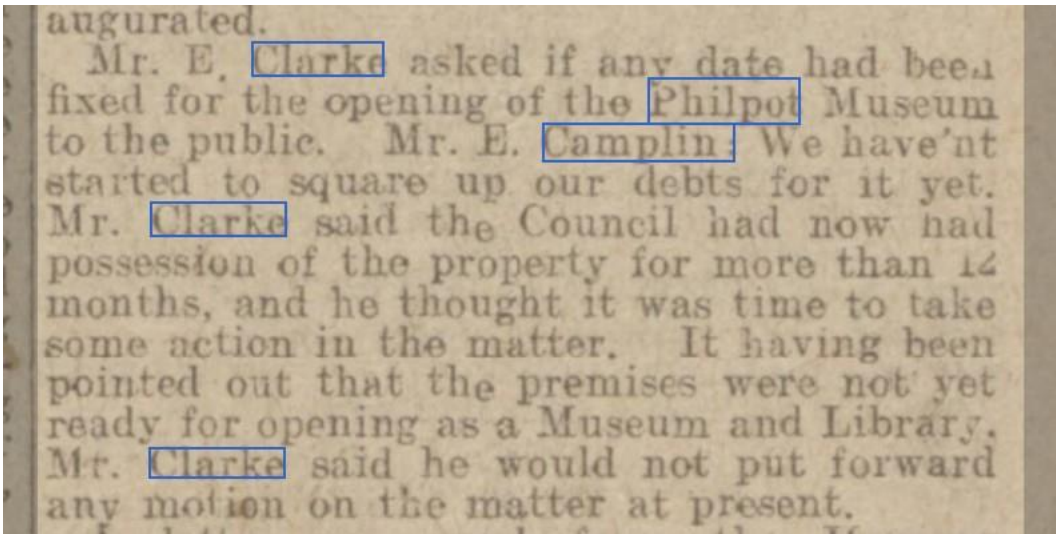 augurated.
Mr. E. Clarke asked if any date had been
fixed for the opening of the Philpot Museum
to the public. Mr. E. Camplin: We have'nt
started to square up our debts for it yet.
Mr. Clarke said the Council had now had
possession of the property for more than 12
months, and he thought it was time to take
some action in the matter. It having been
pointed out that the premises were not yet
ready for opening as a Museum and Library,
Mr. Clarke said he would not put forward
any motion on the matter at present.